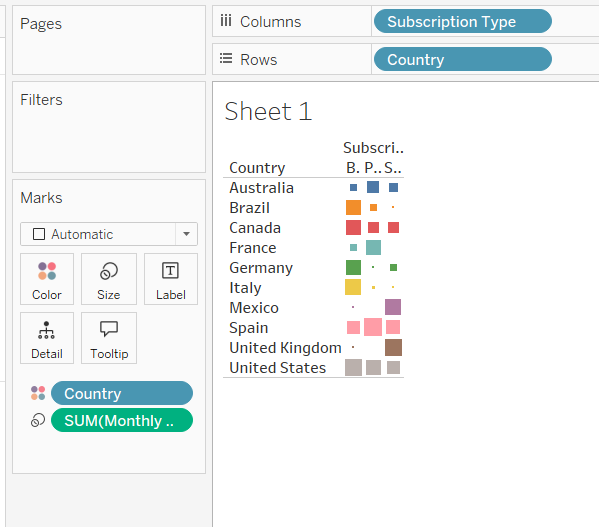 Pages
Columns
Subscription Type
Rows
Country
Filters
Sheet 1
Subscri..
Country
B. P.. S..
Australia
Brazil
Canada
France
Germany
Italy
Mexico
Spain
United Kingdom
United States
Marks
Automatic
Color
Size
Label
Detail
Tooltip
Country
SUM(Monthly ..